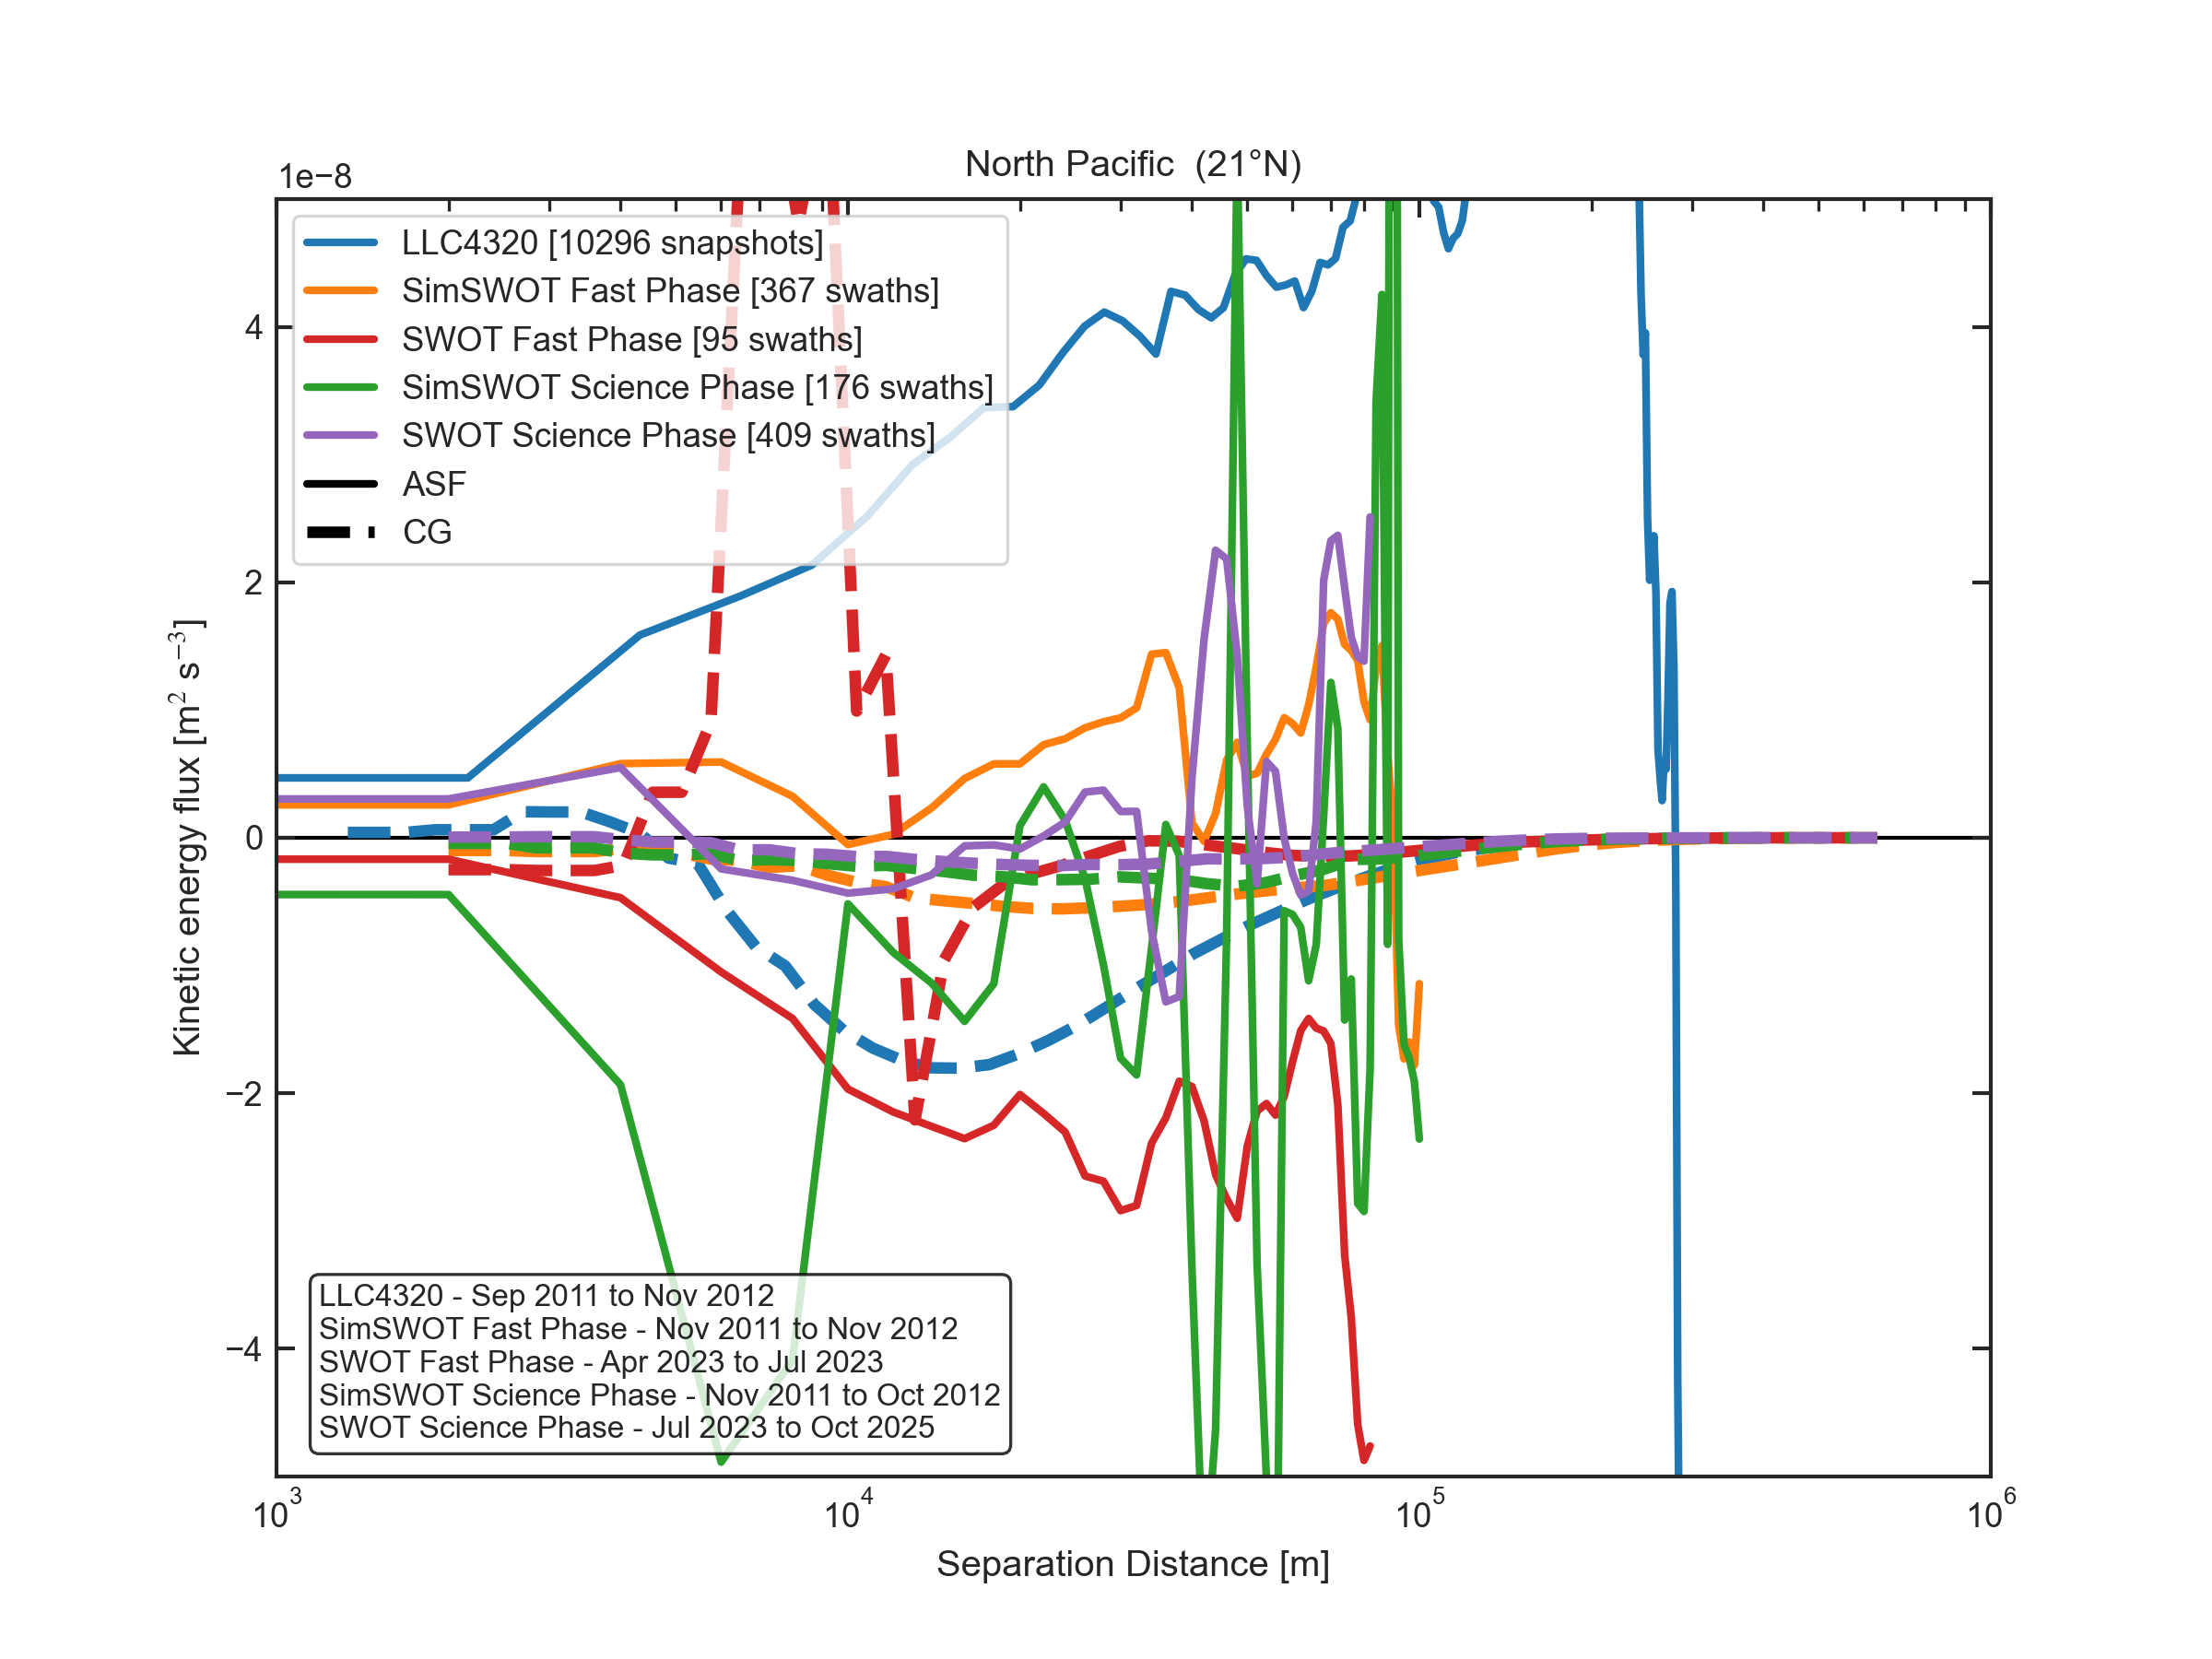 North Pacific  (21°N)
1e−8
LLC4320 [10296 snapshots]
SimSWOT Fast Phase [367 swaths]
SWOT Fast Phase [95 swaths]
SimSWOT Science Phase [176 swaths]
SWOT Science Phase [409 swaths]
ASF
CG
4
2
0
−2
−4
Kinetic energy flux [m² s⁻³]
LLC4320 - Sep 2011 to Nov 2012
SimSWOT Fast Phase - Nov 2011 to Nov 2012
SWOT Fast Phase - Apr 2023 to Jul 2023
SimSWOT Science Phase - Nov 2011 to Oct 2012
SWOT Science Phase - Jul 2023 to Oct 2025
10³ 10⁴ 10⁵ 10⁶
Separation Distance [m]